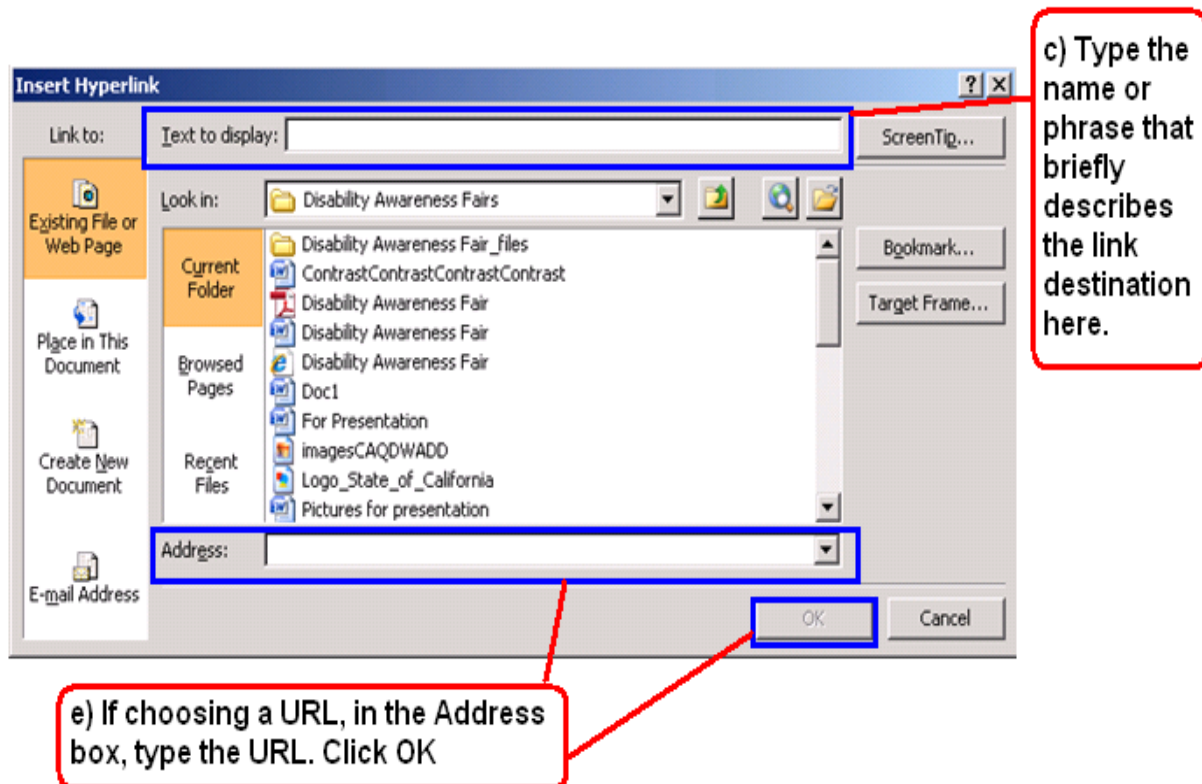 c) Type the
name or
phrase that
briefly
describes
the link
destination
here.
Insert Hyperlink
Link to:
Text to display:
ScreenTip...
Existing File or
Web Page
Look in:
Disability Awareness Fairs
Current
Folder
Disability Awareness Fair_files
ContrastContrastContrastContrast
Disability Awareness Fair
Disability Awareness Fair
Disability Awareness Fair
Doc1
For Presentation
imagesCAQDWADD
Logo_State_of_California
Pictures for presentation
Bookmark...
Target Frame...
Place in This
Document
Browsed
Pages
Create New
Document
Recent
Files
E-mail Address
Address:
OK
Cancel
e) If choosing a URL, in the Address
box, type the URL. Click OK